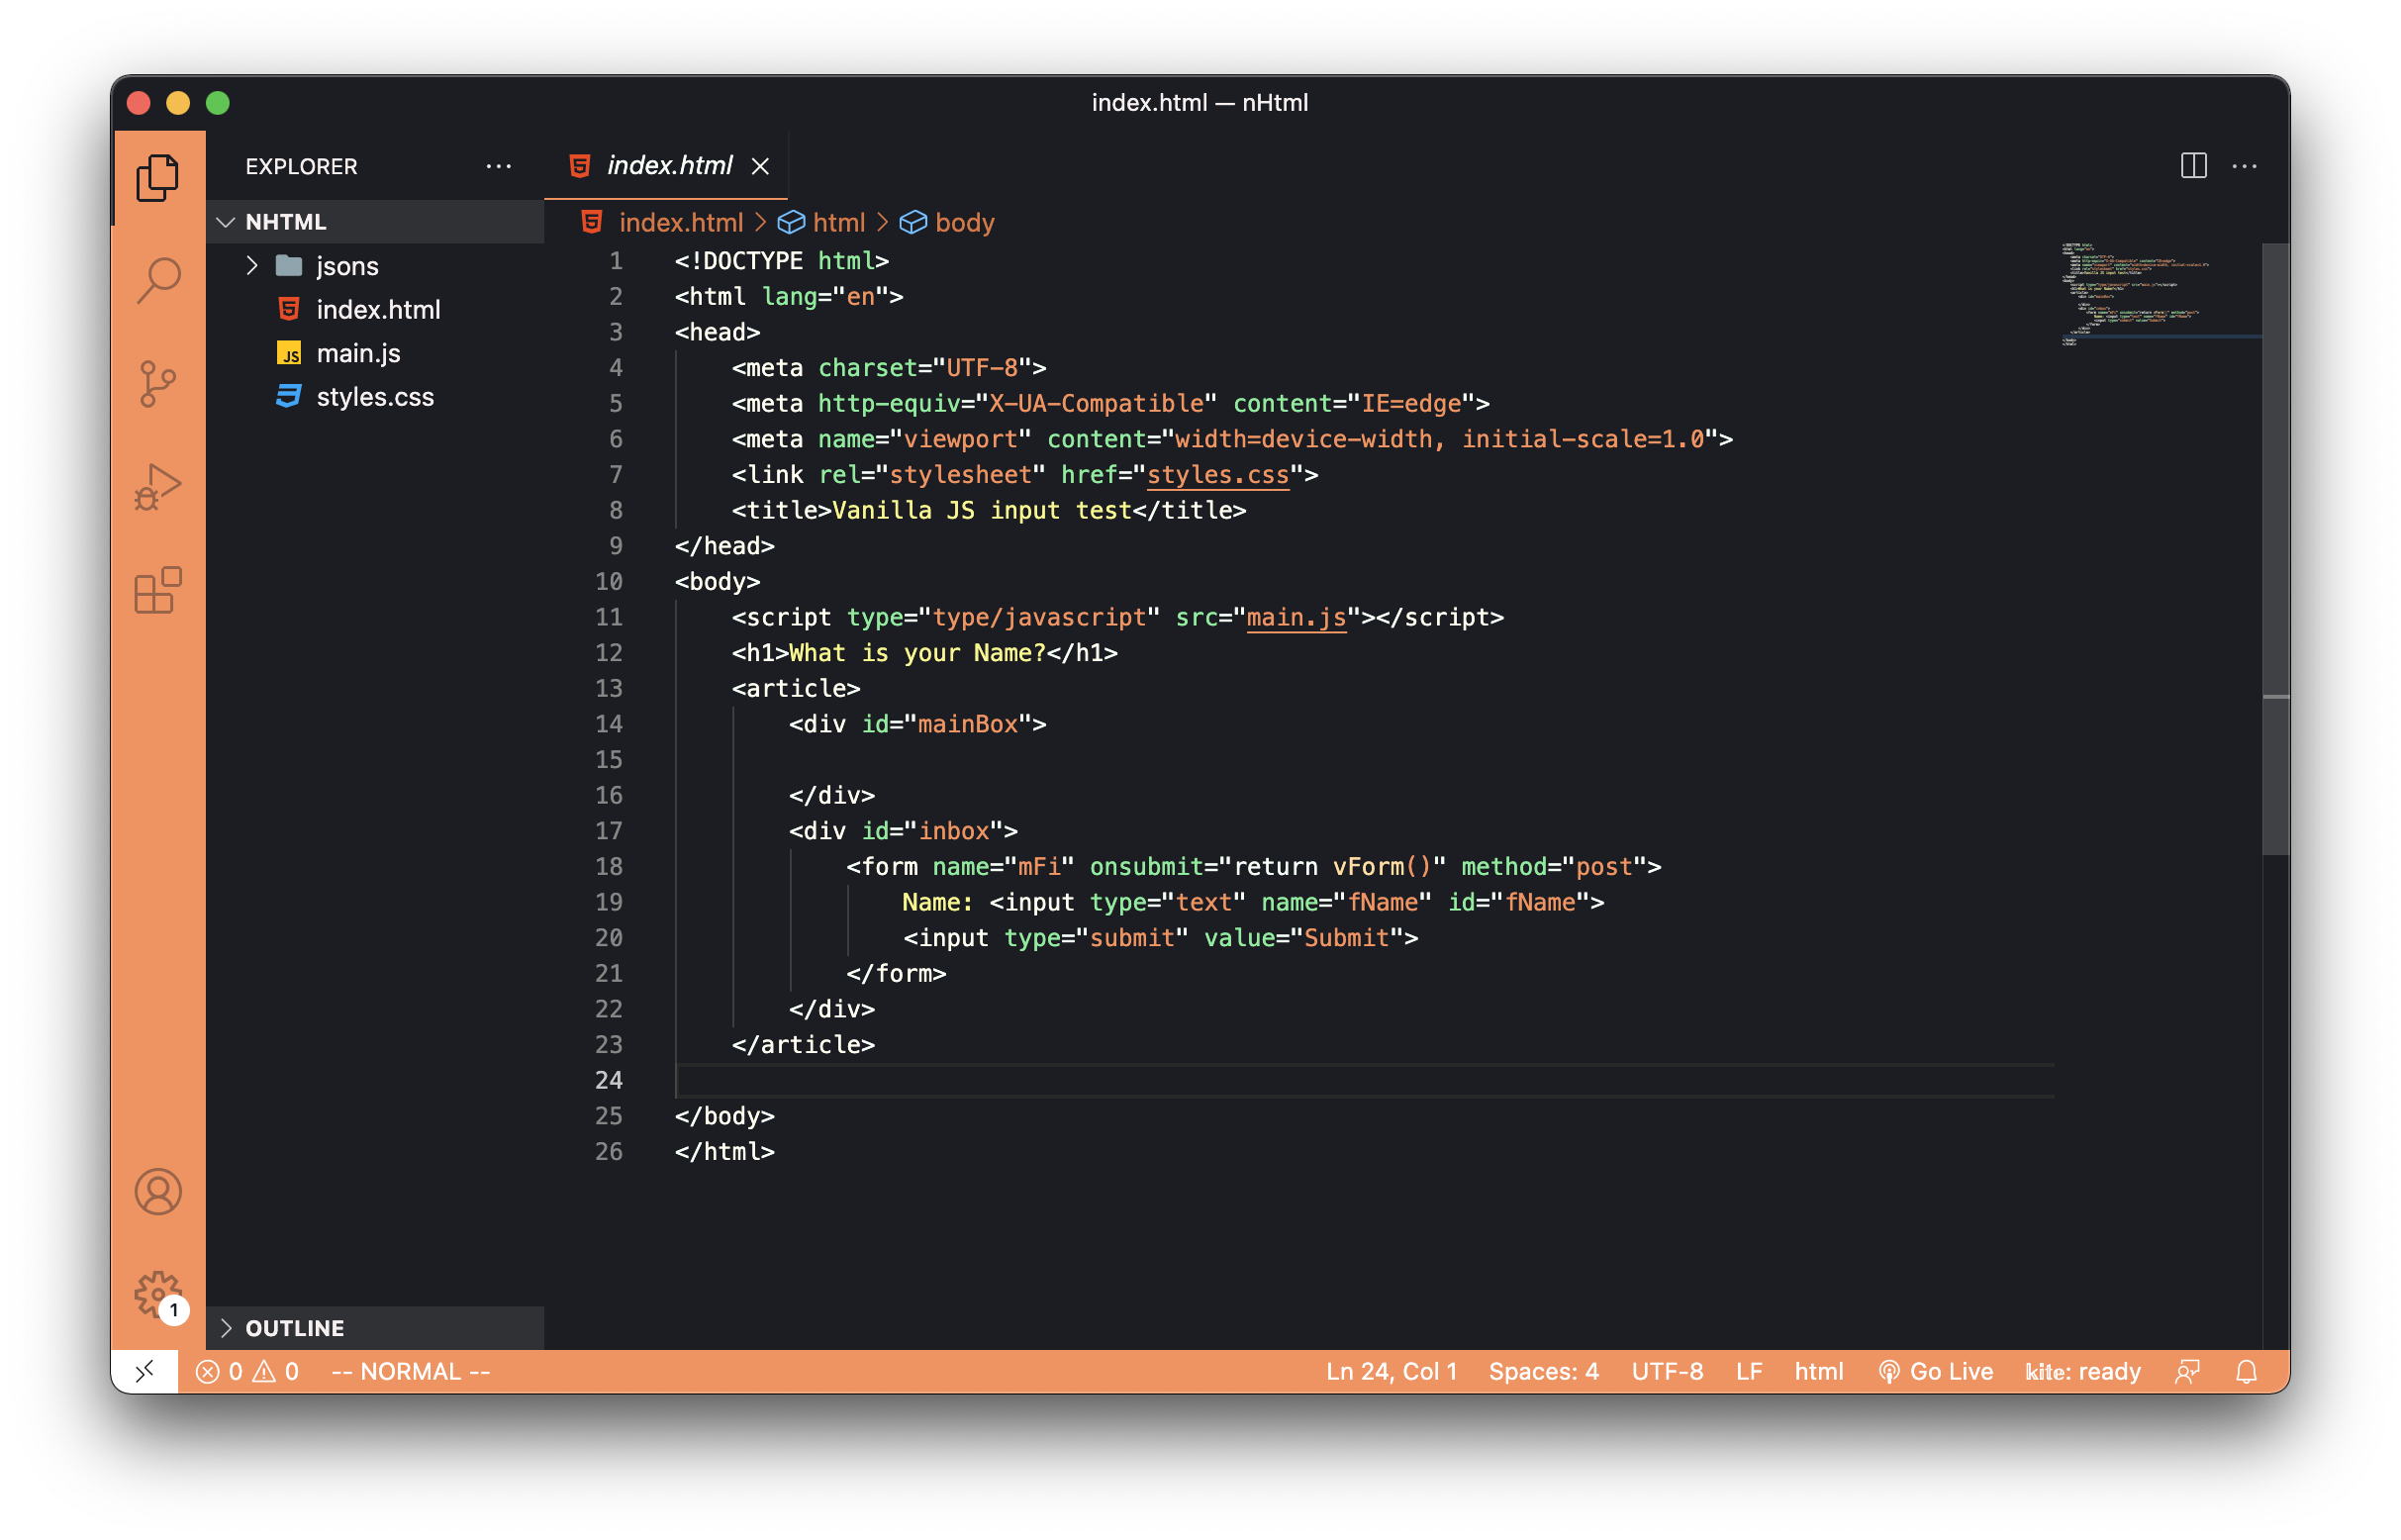 index.html — nHtml
EXPLORER
index.html
NHTML
index.html > html > body
jsons
index.html
JS main.js
styles.css
1 <!DOCTYPE html>
2 <html lang="en">
3 <head>
4     <meta charset="UTF-8">
5     <meta http-equiv="X-UA-Compatible" content="IE=edge">
6     <meta name="viewport" content="width=device-width, initial-scale=1.0">
7     <link rel="stylesheet" href="styles.css">
8     <title>Vanilla JS input test</title>
9 </head>
10 <body>
11     <script type="type/javascript" src="main.js"></script>
12     <h1>What is your Name?</h1>
13     <article>
14         <div id="mainBox">
15
16         </div>
17         <div id="inbox">
18             <form name="mFi" onsubmit="return vForm()" method="post">
19                 Name: <input type="text" name="fName" id="fName">
20                 <input type="submit" value="Submit">
21             </form>
22         </div>
23     </article>
24
25 </body>
26 </html>
1
OUTLINE
0 0 -- NORMAL -- Ln 24, Col 1 Spaces: 4 UTF-8 LF html Go Live kite: ready